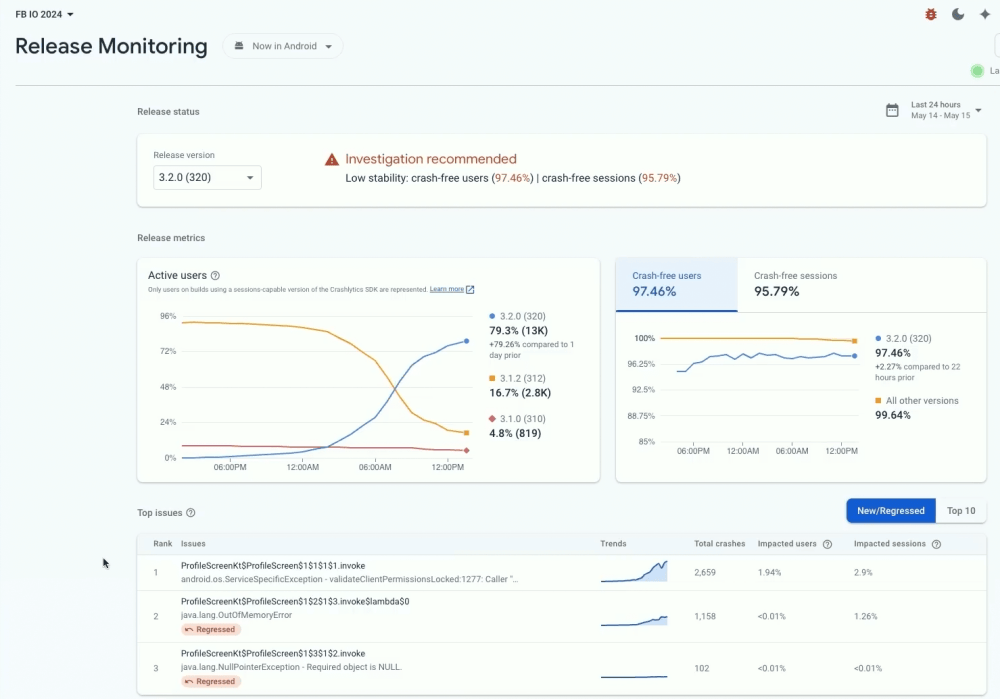 FB IO 2024
Release Monitoring
Now in Android
La
Release status
Last 24 hours
May 14 - May 15
Release version
3.2.0 (320)
Investigation recommended
Low stability: crash-free users (97.46%) | crash-free sessions (95.79%)
Release metrics
Active users
Only users on builds using a sessions-capable version of the Crashlytics SDK are represented. Learn more
96%
72%
48%
24%
0%
06:00PM
12:00AM
06:00AM
12:00PM
3.2.0 (320)
79.3% (13K)
+79.26% compared to 1
day prior
3.1.2 (312)
16.7% (2.8K)
3.1.0 (310)
4.8% (819)
Crash-free users
97.46%
Crash-free sessions
95.79%
100%
96.25%
92.5%
88.75%
85%
06:00PM
12:00AM
06:00AM
12:00PM
3.2.0 (320)
97.46%
+2.27% compared to 22
hours prior
All other versions
99.64%
Top issues
New/Regressed
Top 10
Rank Issues Trends Total crashes Impacted users Impacted sessions
1
ProfileScreenKt$ProfileScreen$1$1$1$1.invoke
android.os.ServiceSpecificException - validateClientPermissionsLocked:1277: Caller "...
2,659 1.94% 2.9%
2
ProfileScreenKt$ProfileScreen$1$2$1$3.invoke$lambda$0
java.lang.OutOfMemoryError
Regressed
1,158 <0.01% 1.26%
3
ProfileScreenKt$ProfileScreen$1$3$1$2.invoke
java.lang.NullPointerException - Required object is NULL.
Regressed
102 <0.01% <0.01%